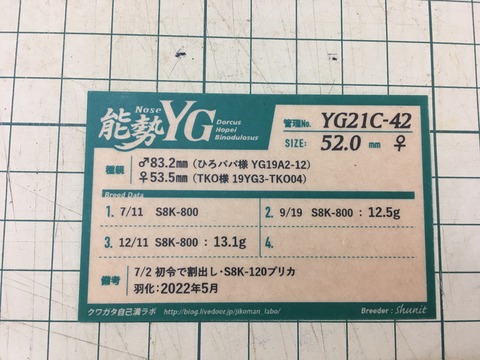 能勢YG
Nose
Dorcus
Hopei
Binodulosus
管理No. YG21C-42
SIZE: 52.0 mm ♀
種親
♂83.2mm (ひろパパ様 YG19A2-12)
♀53.5mm (TKO様 19YG3-TKO04)
Breed Data
1. 7/11 S8K-800
2. 9/19 S8K-800 : 12.5g
3. 12/11 S8K-800 : 13.1g
4.
備考
7/2 初令で割出し・S8K-120プリカ
羽化:2022年5月
クワガタ自己満ラボ http://blog.livedoor.jp/jikoman_labo/ Breeder : Shunit